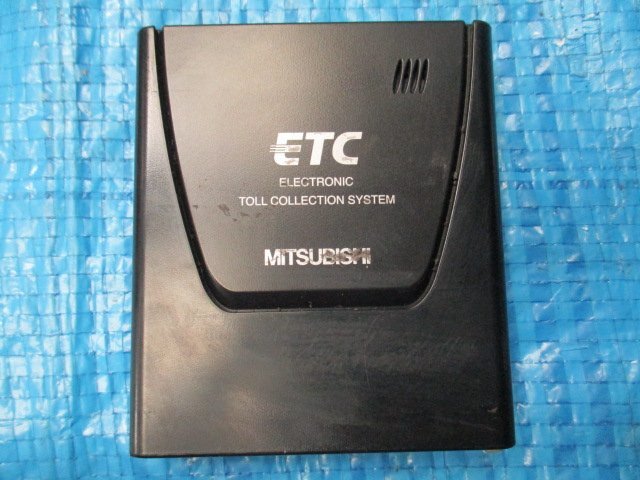 ETC
ELECTRONIC
TOLL COLLECTION SYSTEM
MITSUBISHI